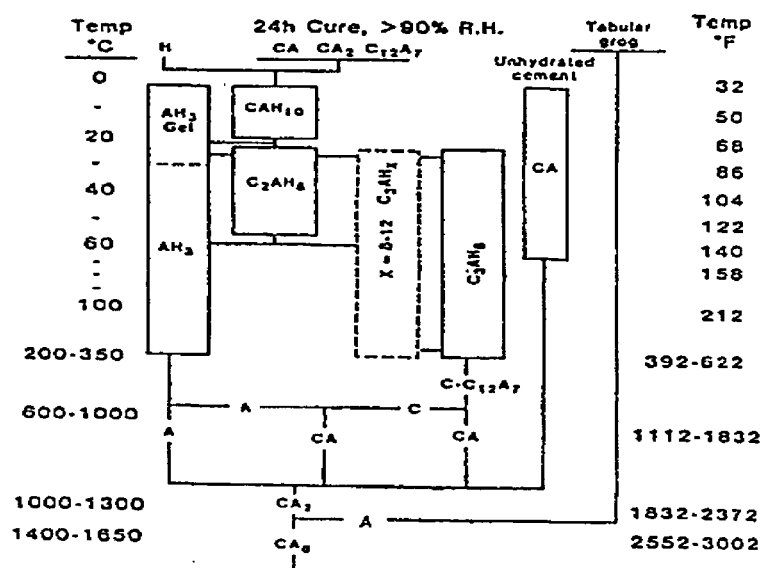 Temp
°C
24h Cure, >90% R.H.
H
CA CA2 C12A7
Tabular
grog
Temp
°F
Unhydrated
cement
0
-
20
-
40
-
60
-
-
100
200-350
600-1000
1000-1300
1400-1650
AH3
Gel
AH3
CAH10
C2AH8
X = 8-12 C3AHX
C3AH6
CA
C+C12A7
A
C
A
CA
CA
CA2
A
CA6
32
50
68
86
104
122
140
158
212
392-622
1112-1832
1832-2372
2552-3002